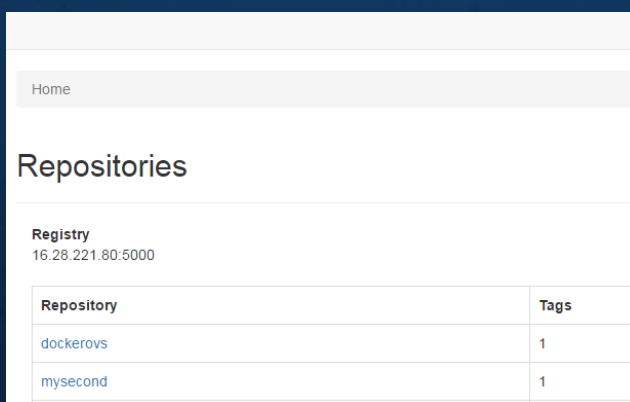 Home
Repositories
Registry
16.28.221.80:5000
Repository Tags
dockerovs 1
mysecond 1